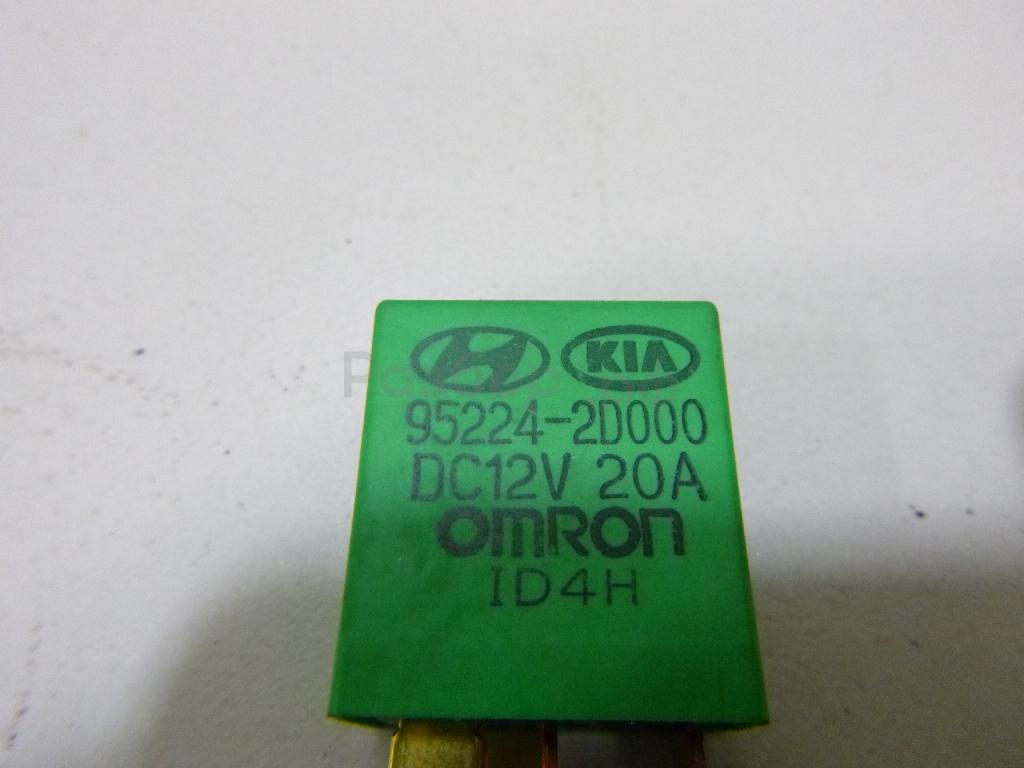 KIA
95224-2D000
DC12V 20A
OMRON
ID4H